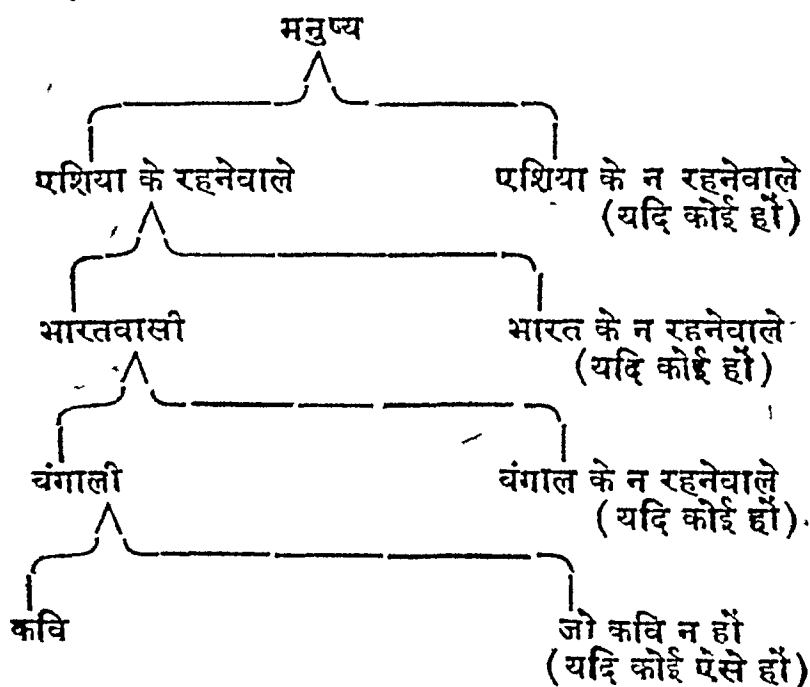 मनुष्य
एशिया के रहनेवाले एशिया के न रहनेवाले
(यदि कोई हों)
भारतवासी भारत के न रहनेवाले
(यदि कोई हों)
वंगाली वंगाल के न रहनेवाले
(यदि कोई हों)
कवि जो कवि न हों
(यदि कोई ऐसे हों)